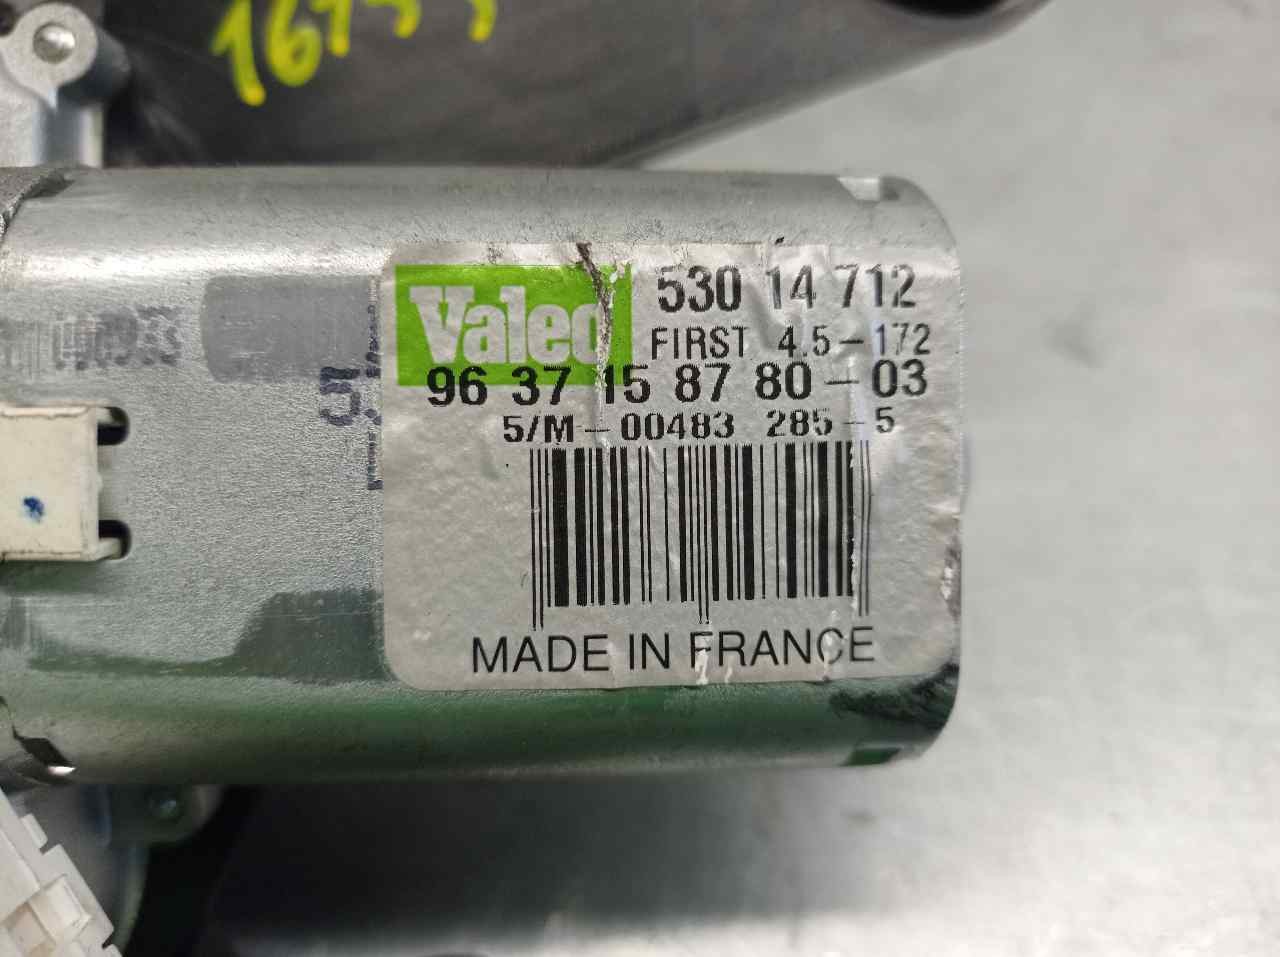 Valeo
530 14 712
FIRST 4.5-172
96 37 15 87 80-03
5/M-00483 285-5
MADE IN FRANCE